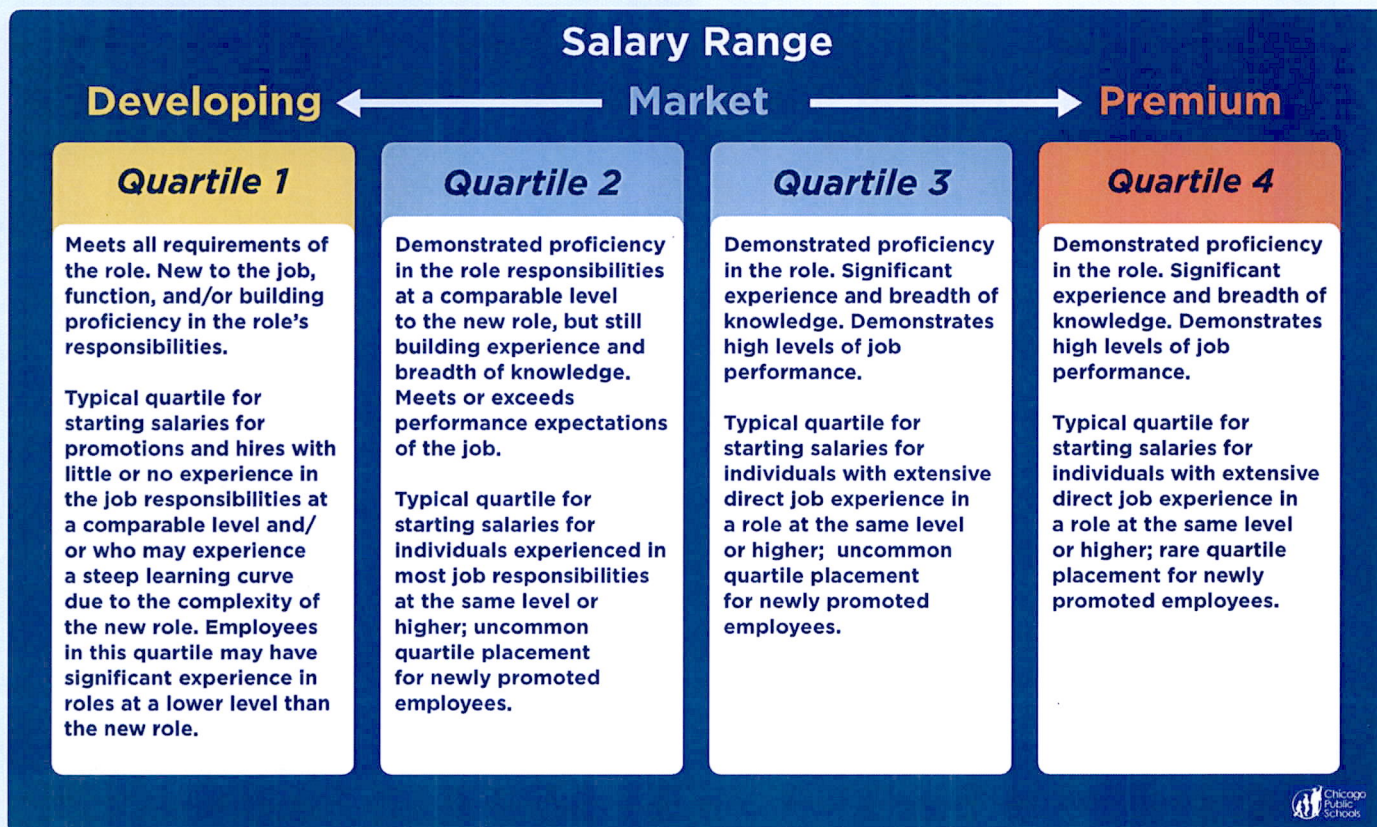 Salary Range
Developing
Market
Premium
Quartile 1
Meets all requirements of
the role. New to the job,
function, and/or building
proficiency in the role's
responsibilities.
Typical quartile for
starting salaries for
promotions and hires with
little or no experience in
the job responsibilities at
a comparable level and/
or who may experience
a steep learning curve
due to the complexity of
the new role. Employees
in this quartile may have
significant experience in
roles at a lower level than
the new role.
Quartile 2
Demonstrated proficiency
in the role responsibilities
at a comparable level
to the new role, but still
building experience and
breadth of knowledge.
Meets or exceeds
performance expectations
of the job.
Typical quartile for
starting salaries for
individuals experienced in
most job responsibilities
at the same level or
higher; uncommon
quartile placement
for newly promoted
employees.
Quartile 3
Demonstrated proficiency
in the role. Significant
experience and breadth of
knowledge. Demonstrates
high levels of job
performance.
Typical quartile for
starting salaries for
individuals with extensive
direct job experience in
a role at the same level
or higher;  uncommon
quartile placement
for newly promoted
employees.
Quartile 4
Demonstrated proficiency
in the role. Significant
experience and breadth of
knowledge. Demonstrates
high levels of job
performance.
Typical quartile for
starting salaries for
individuals with extensive
direct job experience in
a role at the same level
or higher; rare quartile
placement for newly
promoted employees.
Chicago
Public
Schools